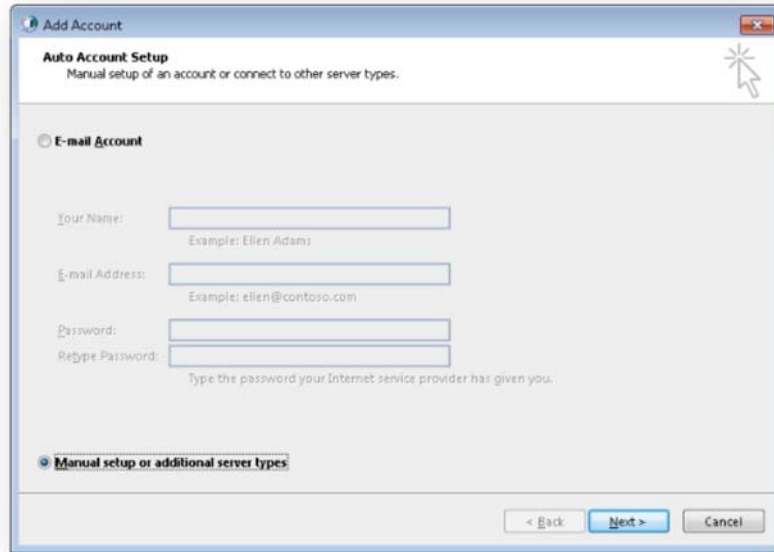 Add Account
Auto Account Setup
Manual setup of an account or connect to other server types.
E-mail Account
Your Name:
Example: Ellen Adams
E-mail Address:
Example: ellen@contoso.com
Password:
Retype Password:
Type the password your Internet service provider has given you.
Manual setup or additional server types
< Back Next > Cancel